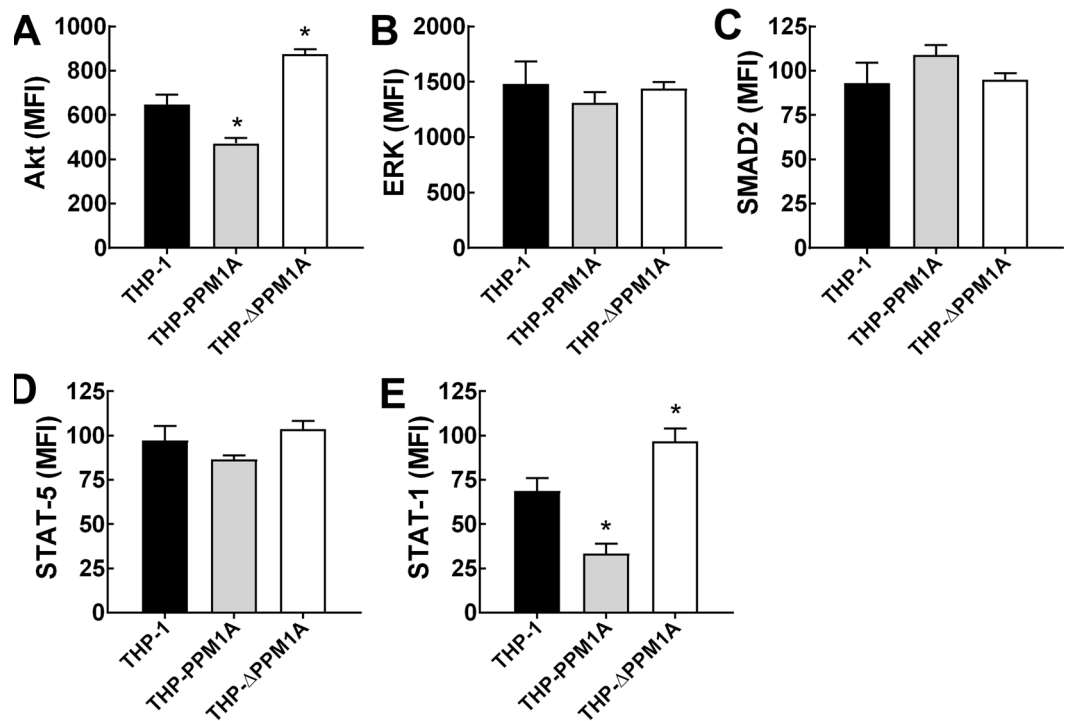 A
Akt (MFI)
1000
800
600
400
200
0
*
*
THP-1
THP-PPM1A
THP-ΔPPM1A
B
ERK (MFI)
2000
1500
1000
500
0
THP-1
THP-PPM1A
THP-ΔPPM1A
C
SMAD2 (MFI)
125
100
75
50
25
0
THP-1
THP-PPM1A
THP-ΔPPM1A
D
STAT-5 (MFI)
125
100
75
50
25
0
THP-1
THP-PPM1A
THP-ΔPPM1A
E
STAT-1 (MFI)
125
100
75
50
25
0
*
*
THP-1
THP-PPM1A
THP-ΔPPM1A